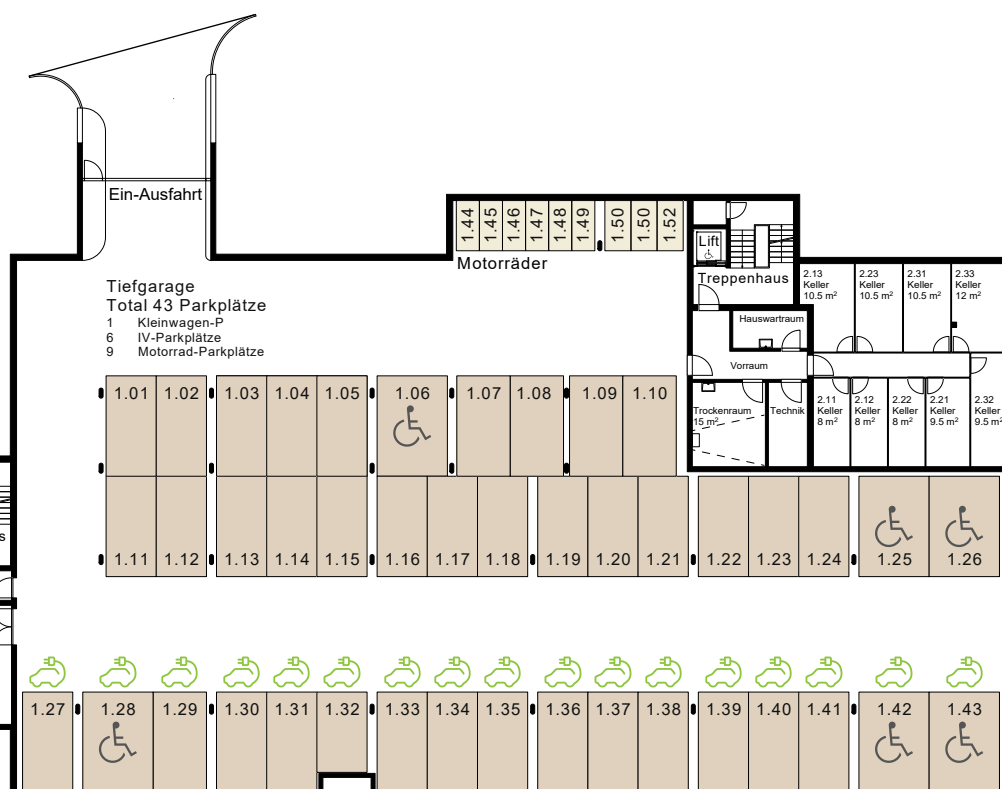 Ein-Ausfahrt
1.44 1.45 1.46 1.47 1.48 1.49 1.50 1.50 1.52
Motorräder
Lift
Treppenhaus
Tiefgarage
Total 43 Parkplätze
1 Kleinwagen-P
6 IV-Parkplätze
9 Motorrad-Parkplätze
2.13
Keller
10.5 m²
2.23
Keller
10.5 m²
2.31
Keller
10.5 m²
2.33
Keller
12 m²
Hauswartraum
Vorraum
Trockenraum
15 m²
Technik
2.11
Keller
8 m²
2.12
Keller
8 m²
2.22
Keller
8 m²
2.21
Keller
9.5 m²
2.32
Keller
9.5 m²
1.01 1.02 1.03 1.04 1.05 1.06 1.07 1.08 1.09 1.10
s
1.11 1.12 1.13 1.14 1.15 1.16 1.17 1.18 1.19 1.20 1.21 1.22 1.23 1.24 1.25 1.26
1.27 1.28 1.29 1.30 1.31 1.32 1.33 1.34 1.35 1.36 1.37 1.38 1.39 1.40 1.41 1.42 1.43